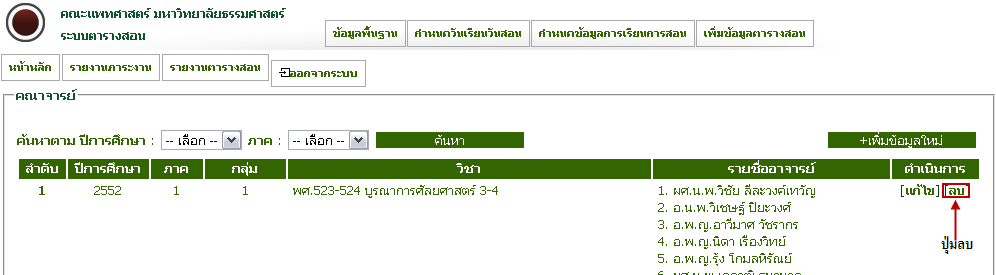 คณะแพทศาสตร์ มหาวิทยาลัยธรรมศาสตร์
ระบบตารางสอน
ข้อมูลพื้นฐาน กำหนดวันเรียนวันสอน กำหนดข้อมูลการเรียนการสอน เพิ่มข้อมูลตารางสอน
หน้าหลัก รายงานภาระงาน รายงานตารางสอน ออกจากระบบ
คณาจารย์
ค้นหาตาม ปีการศึกษา : -- เลือก -- ภาค : -- เลือก -- ค้นหา +เพิ่มข้อมูลใหม่
ลำดับ ปีการศึกษา ภาค กลุ่ม วิชา รายชื่ออาจารย์ ดำเนินการ
1 2552 1 1 พศ.523-524 บูรณาการศัลยศาสตร์ 3-4 1. ผศ.น.พ.วิชัย ลีละวงค์เทวัญ [แก้ไข] [ลบ]
2. อ.น.พ.วิเชษฐ์ ปิยะวงศ์
3. อ.พ.ญ.อาวีมาศ วัชรากร
4. อ.พ.ญ.นิดา เรืองวิทย์
5. อ.พ.ญ.รุ้ง โกมลหิรัณย์
ปุ่มลบ